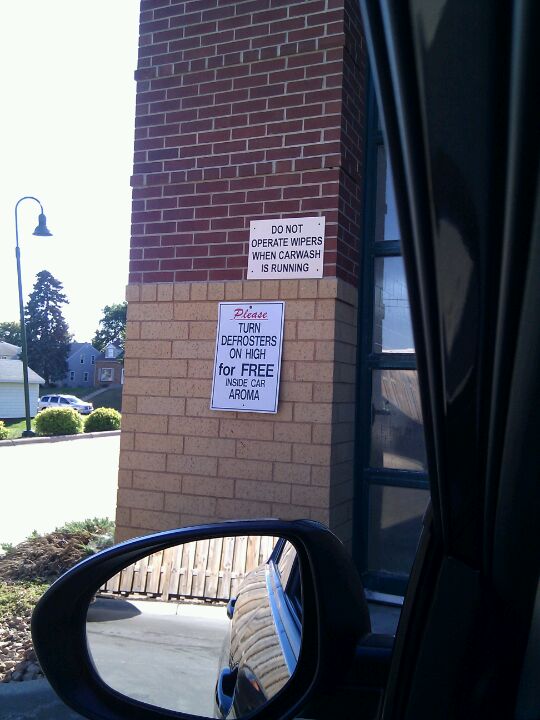 DO NOT
OPERATE WIPERS
WHEN CARWASH
IS RUNNING
Please
TURN
DEFROSTERS
ON HIGH
for FREE
INSIDE CAR
AROMA